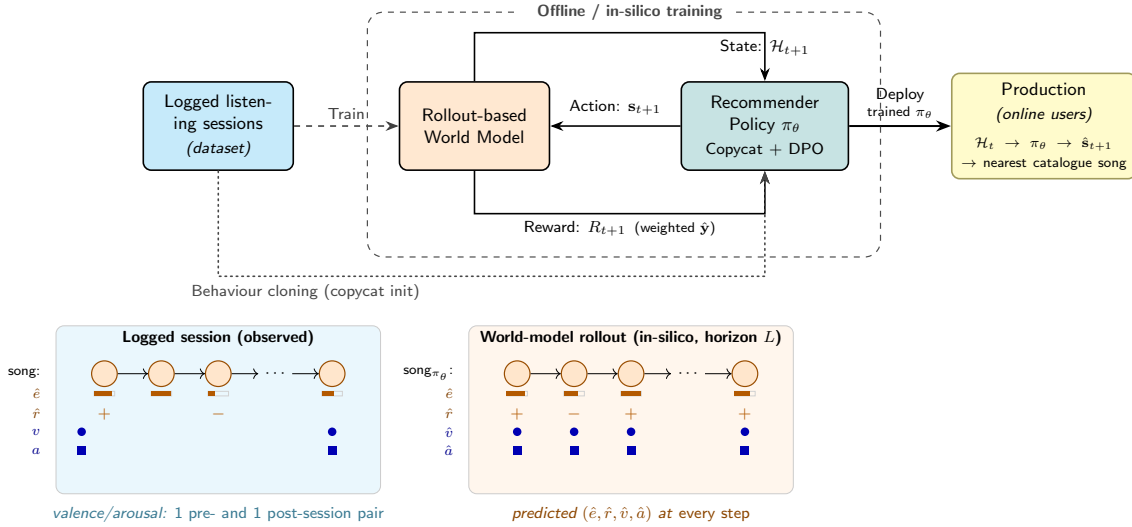 Offline / in-silico training
State: $\mathcal{H}_{t+1}$
Logged listen-
ing sessions
(dataset)
Train
Rollout-based
World Model
Action: $\mathbf{s}_{t+1}$
Recommender
Policy $\pi_\theta$
Copycat + DPO
Deploy
trained $\pi_\theta$
Production
(online users)
$\mathcal{H}_t \to \pi_\theta \to \hat{\mathbf{s}}_{t+1}$
→ nearest catalogue song
Reward: $R_{t+1}$ (weighted $\hat{\mathbf{y}}$)
Behaviour cloning (copycat init)
Logged session (observed)
song:
···
$\hat{e}$
$\hat{r}$ + −
$v$
$a$
valence/arousal: 1 pre- and 1 post-session pair
World-model rollout (in-silico, horizon $L$)
song$_{\pi_\theta}$:
···
$\hat{e}$
$\hat{r}$ + − + +
$\hat{v}$
$\hat{a}$
predicted $(\hat{e}, \hat{r}, \hat{v}, \hat{a})$ at every step